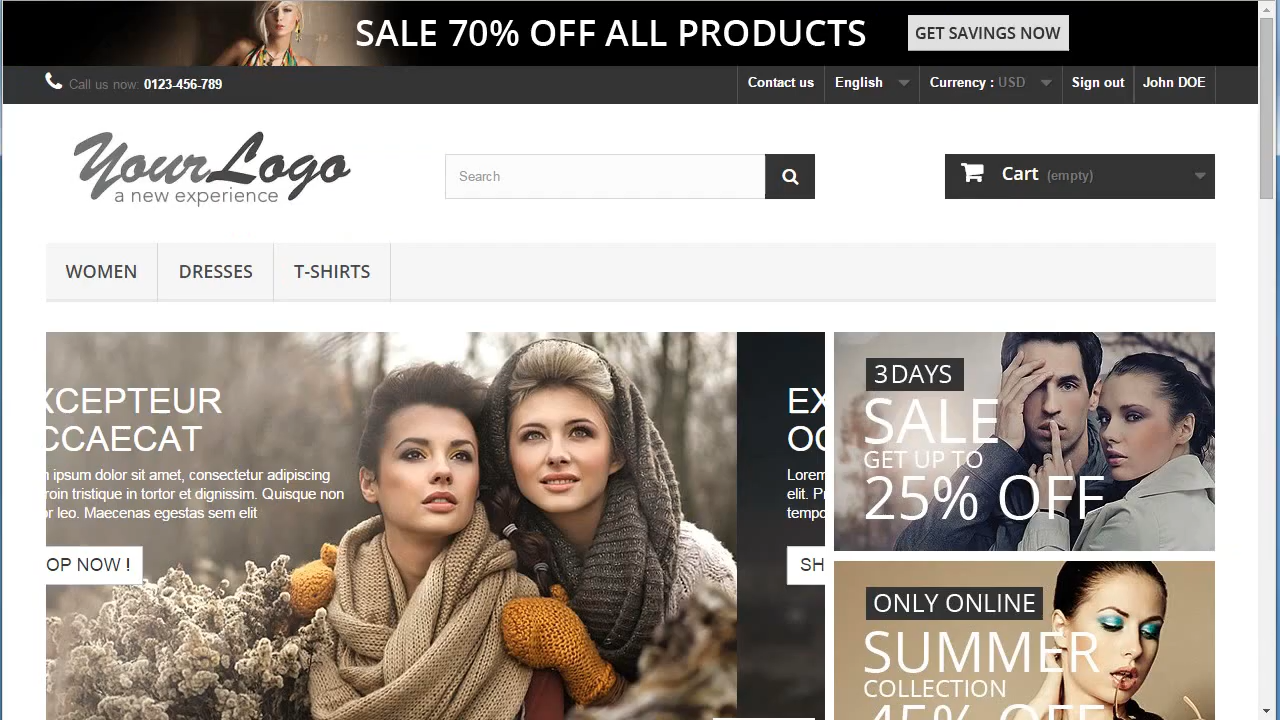 SALE 70% OFF ALL PRODUCTS GET SAVINGS NOW
Call us now: 0123-456-789 Contact us English Currency : USD Sign out John DOE
YourLogo
a new experience
Search
Cart (empty)
WOMEN DRESSES T-SHIRTS
XCEPTEUR
CCAECAT
ipsum dolor sit amet, consectetur adipiscing
roin tristique in tortor et dignissim. Quisque non
or leo. Maecenas egestas sem elit
OP NOW !
EX
OC
Lorem
elit. P
tempo
SH
3 DAYS
SALE
GET UP TO
25% OFF
ONLY ONLINE
SUMMER
COLLECTION
45% OFF